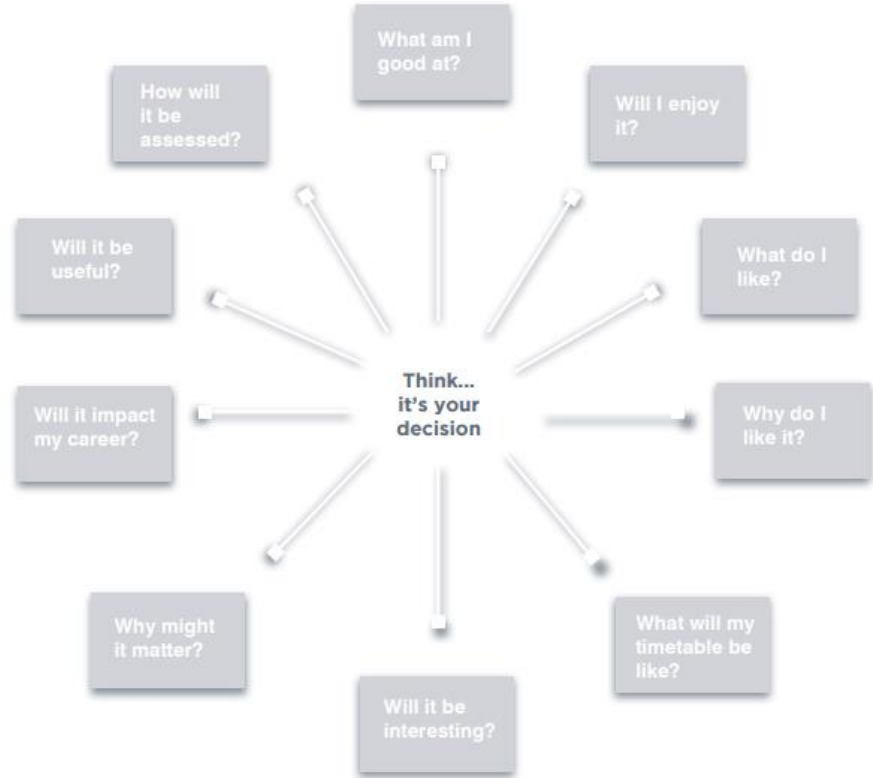 What am I
good at?
Will I enjoy
it?
What do I
like?
Why do I
like it?
What will my
timetable be
like?
Will it be
interesting?
Why might
it matter?
Will it impact
my career?
Will it be
useful?
How will
it be
assessed?
Think...
it's your
decision